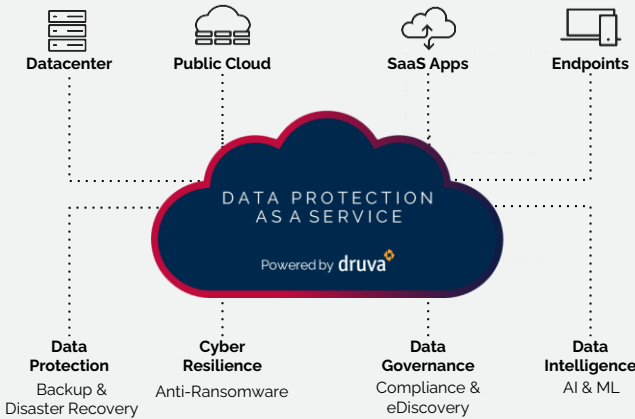 Datacenter
Public Cloud
SaaS Apps
Endpoints
DATA PROTECTION
AS A SERVICE
Powered by druva
Data
Protection
Backup &
Disaster Recovery
Cyber
Resilience
Anti-Ransomware
Data
Governance
Compliance &
eDiscovery
Data
Intelligence
AI & ML